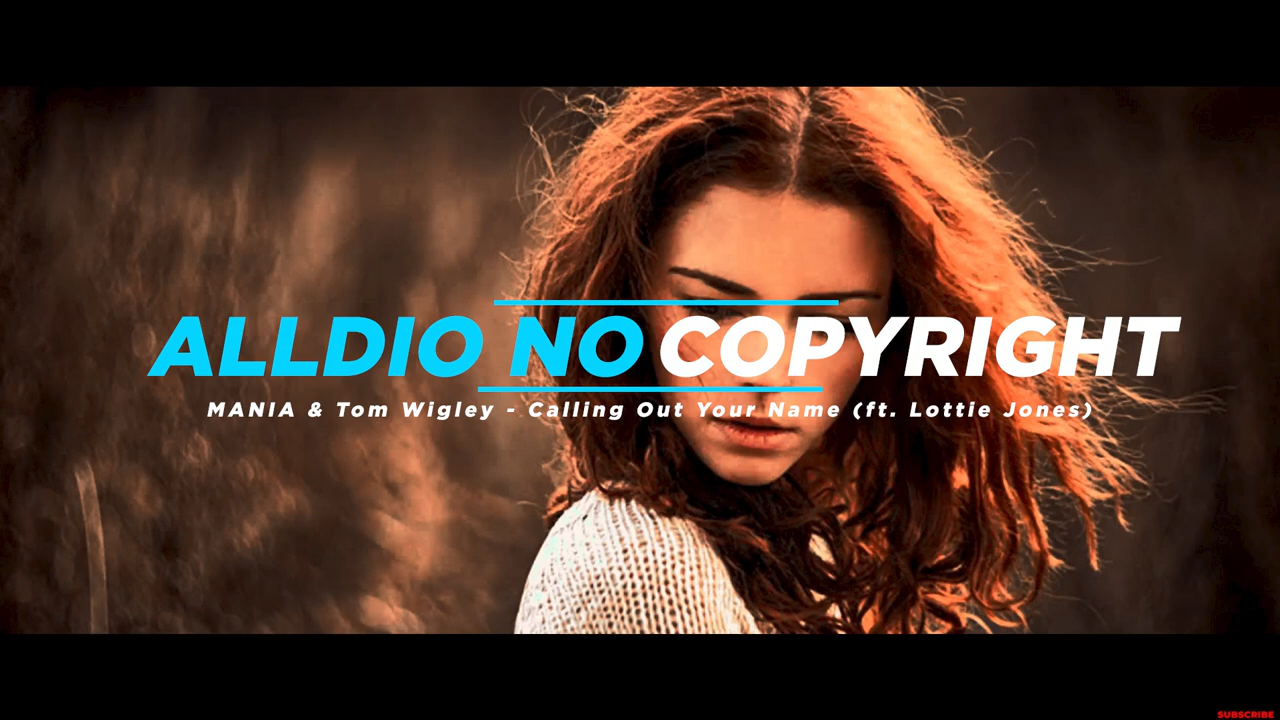 ALLDIO NO COPYRIGHT
MANIA & Tom Wigley - Calling Out Your Name (ft. Lottie Jones)
SUBSCRIBE